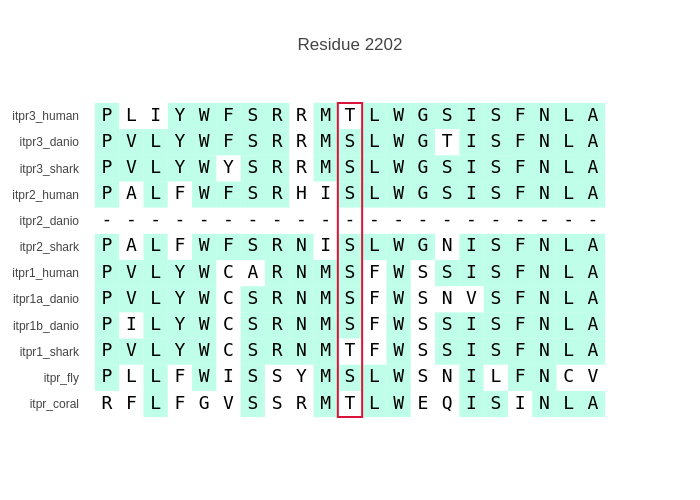 Residue 2202
itpr3_human P L I Y W F S R R M T L W G S I S F N L A
itpr3_danio P V L Y W F S R R M S L W G T I S F N L A
itpr3_shark P V L Y W Y S R R M S L W G S I S F N L A
itpr2_human P A L F W F S R H I S L W G S I S F N L A
itpr2_danio - - - - - - - - - - - - - - - - - - - - -
itpr2_shark P A L F W F S R N I S L W G N I S F N L A
itpr1_human P V L Y W C A R N M S F W S S I S F N L A
itpr1a_danio P V L Y W C S R N M S F W S N V S F N L A
itpr1b_danio P I L Y W C S R N M S F W S S I S F N L A
itpr1_shark P V L Y W C S R N M T F W S S I S F N L A
itpr_fly P L L F W I S S Y M S L W S N I L F N C V
itpr_coral R F L F G V S S R M T L W E Q I S I N L A